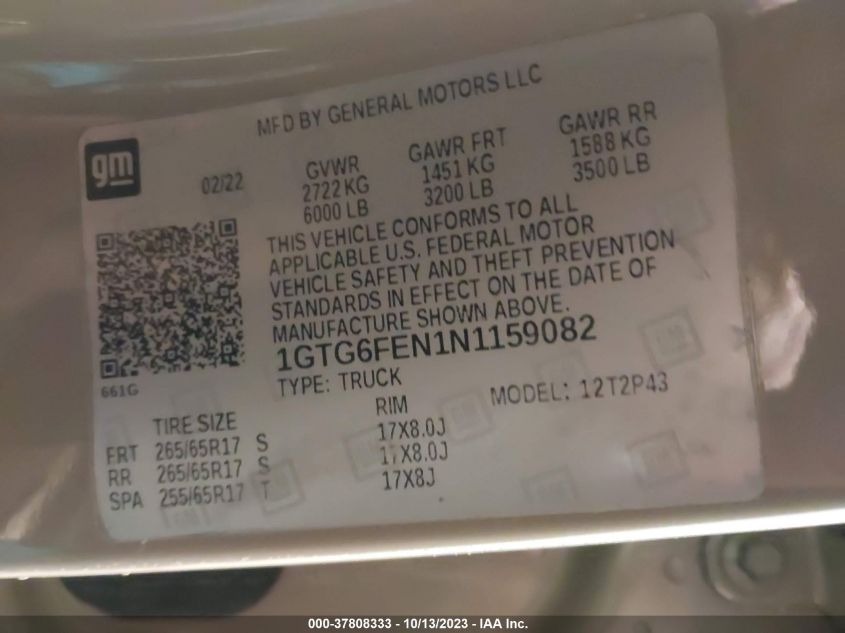 MFD BY GENERAL MOTORS LLC
gm
02/22
GVWR GAWR FRT GAWR RR
2722 KG 1451 KG 1588 KG
6000 LB 3200 LB 3500 LB
THIS VEHICLE CONFORMS TO ALL
APPLICABLE U.S. FEDERAL MOTOR
VEHICLE SAFETY AND THEFT PREVENTION
STANDARDS IN EFFECT ON THE DATE OF
MANUFACTURE SHOWN ABOVE.
1GTG6FEN1N1159082
661G
TYPE: TRUCK MODEL: 12T2P43
TIRE SIZE RIM
FRT 265/65R17 S 17X8.0J
RR 265/65R17 S 17X8.0J
SPA 255/65R17 T 17X8J
000-37808333 - 10/13/2023 - IAA Inc.